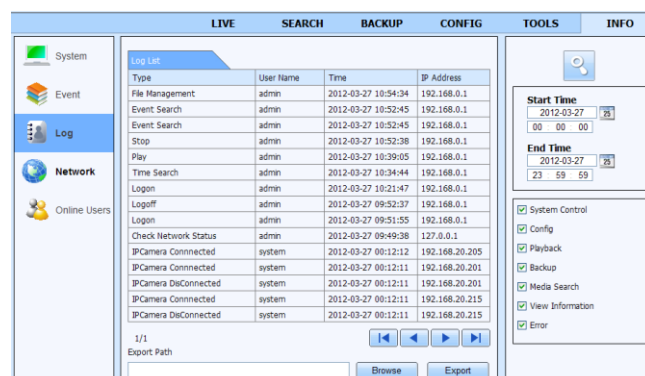 LIVE SEARCH BACKUP CONFIG TOOLS INFO
System
Event
Log
Network
Online Users
Log List
Type User Name Time IP Address
File Management admin 2012-03-27 10:54:34 192.168.0.1
Event Search admin 2012-03-27 10:52:45 192.168.0.1
Event Search admin 2012-03-27 10:52:45 192.168.0.1
Stop admin 2012-03-27 10:52:38 192.168.0.1
Play admin 2012-03-27 10:39:05 192.168.0.1
Time Search admin 2012-03-27 10:34:44 192.168.0.1
Logon admin 2012-03-27 10:21:47 192.168.0.1
Logoff admin 2012-03-27 09:52:37 192.168.0.1
Logon admin 2012-03-27 09:51:55 192.168.0.1
Check Network Status admin 2012-03-27 09:49:38 127.0.0.1
IPCamera Connnected system 2012-03-27 00:12:12 192.168.20.205
IPCamera Connnected system 2012-03-27 00:12:11 192.168.20.201
IPCamera DisConnected system 2012-03-27 00:12:11 192.168.20.201
IPCamera Connnected system 2012-03-27 00:12:11 192.168.20.215
IPCamera DisConnected system 2012-03-27 00:12:11 192.168.20.215
1/1
Export Path
Browse Export
Start Time
2012-03-27 25
00 00 00
End Time
2012-03-27 25
23 59 59
System Control
Config
Playback
Backup
Media Search
View Information
Error